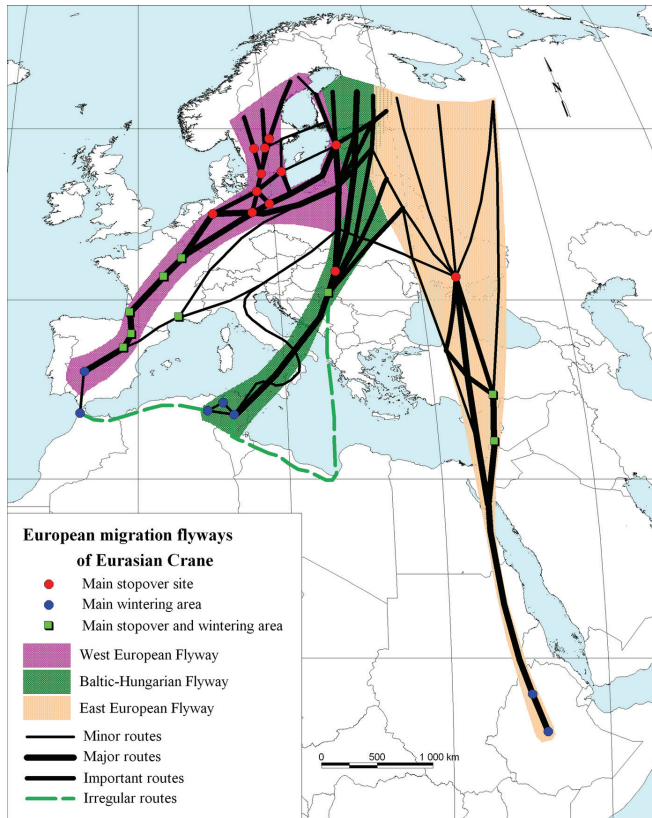 N
European migration flyways
of Eurasian Crane
Main stopover site
Main wintering area
Main stopover and wintering area
West European Flyway
Baltic-Hungarian Flyway
East European Flyway
Minor routes
Major routes
Important routes
Irregular routes
0 500 1 000 km